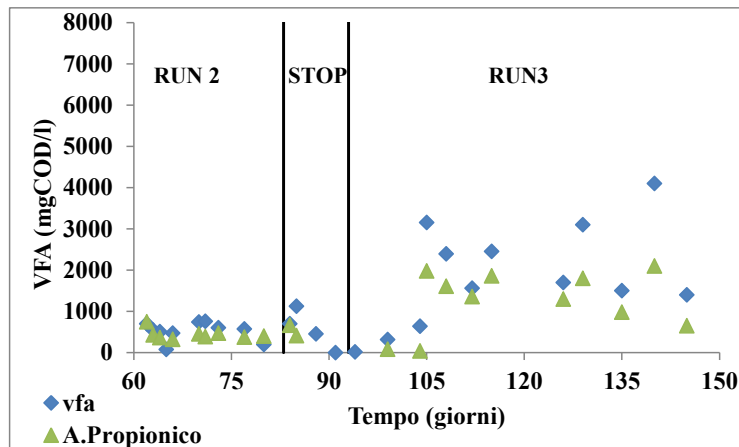 8000
7000
6000
5000
4000
3000
2000
1000
0
VFA (mgCOD/l)
RUN 2
STOP
RUN3
60 75 90 105 120 135 150
Tempo (giorni)
vfa
A.Propionico